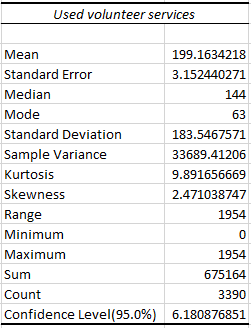 Used volunteer services
Mean 199.1634218
Standard Error 3.152440271
Median 144
Mode 63
Standard Deviation 183.5467571
Sample Variance 33689.41206
Kurtosis 9.891656669
Skewness 2.471038747
Range 1954
Minimum 0
Maximum 1954
Sum 675164
Count 3390
Confidence Level(95.0%) 6.180876851